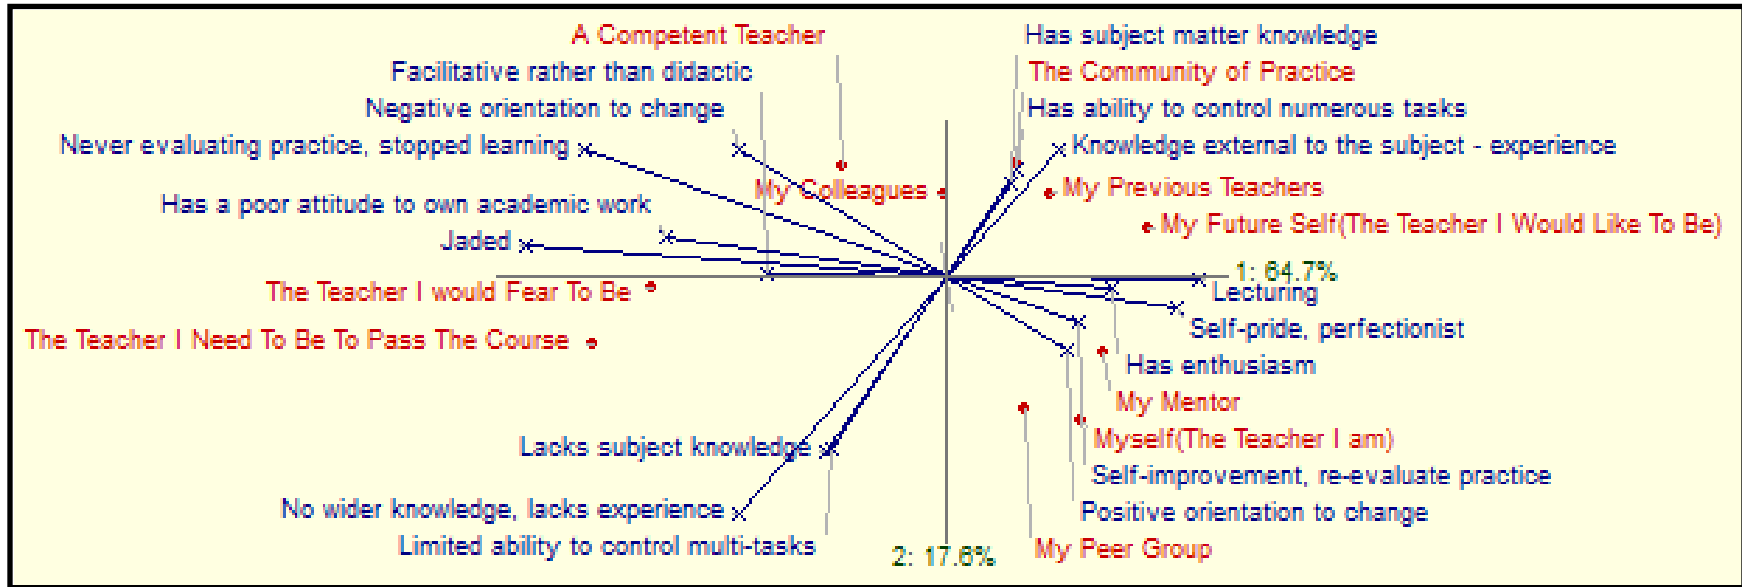 A Competent Teacher
Has subject matter knowledge
Facilitative rather than didactic
The Community of Practice
Negative orientation to change
Has ability to control numerous tasks
Never evaluating practice, stopped learning
Knowledge external to the subject - experience
My Colleagues
My Previous Teachers
Has a poor attitude to own academic work
My Future Self(The Teacher I Would Like To Be)
Jaded
1: 64.7%
The Teacher I would Fear To Be
Lecturing
The Teacher I Need To Be To Pass The Course
Self-pride, perfectionist
Has enthusiasm
My Mentor
Lacks subject knowledge
Myself(The Teacher I am)
Self-improvement, re-evaluate practice
No wider knowledge, lacks experience
Positive orientation to change
Limited ability to control multi-tasks
2: 17.6%
My Peer Group